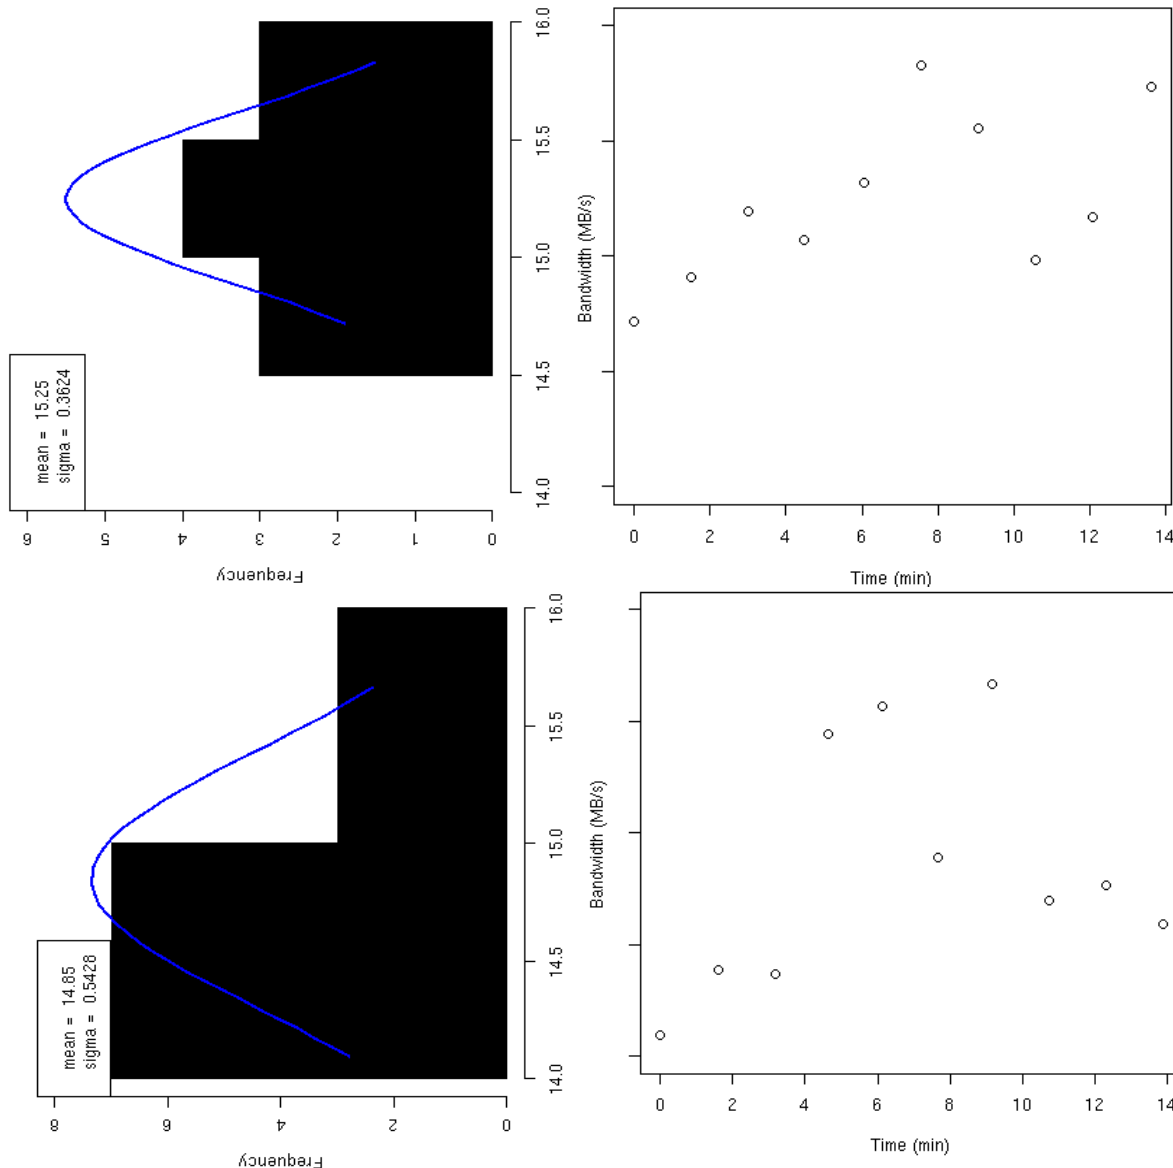 mean = 15.25
sigma = 0.3624
16.0
15.5
15.0
14.5
14.0
6
5
4
3
2
1
0
Frequency
Bandwidth (MB/s)
0 2 4 6 8 10 12 14
Time (min)
mean = 14.85
sigma = 0.5428
16.0
15.5
15.0
14.5
14.0
8
6
4
2
0
Frequency
Bandwidth (MB/s)
0 2 4 6 8 10 12 14
Time (min)